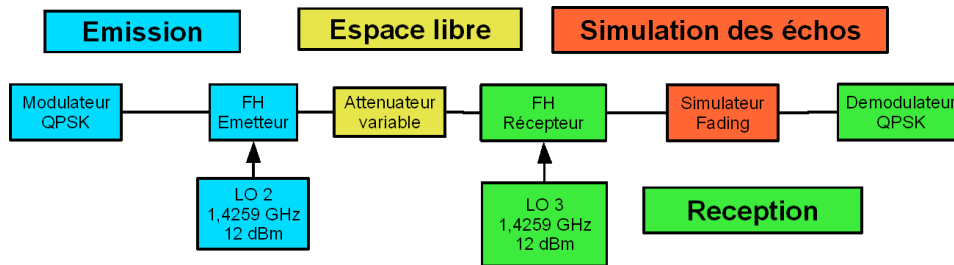 Emission
Espace libre
Simulation des échos
Modulateur
QPSK
FH
Emetteur
Attenuateur
variable
FH
Récepteur
Simulateur
Fading
Demodulateur
QPSK
LO 2
1,4259 GHz
12 dBm
LO 3
1,4259 GHz
12 dBm
Reception